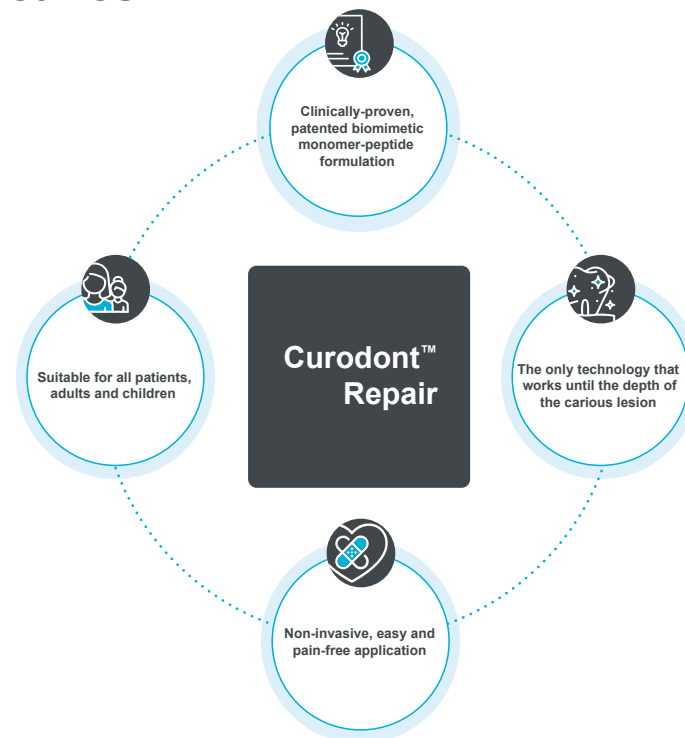 Clinically-proven,
patented biomimetic
monomer-peptide
formulation
Suitable for all patients,
adults and children
Curodont™
Repair
The only technology that
works until the depth of
the carious lesion
Non-invasive, easy and
pain-free application